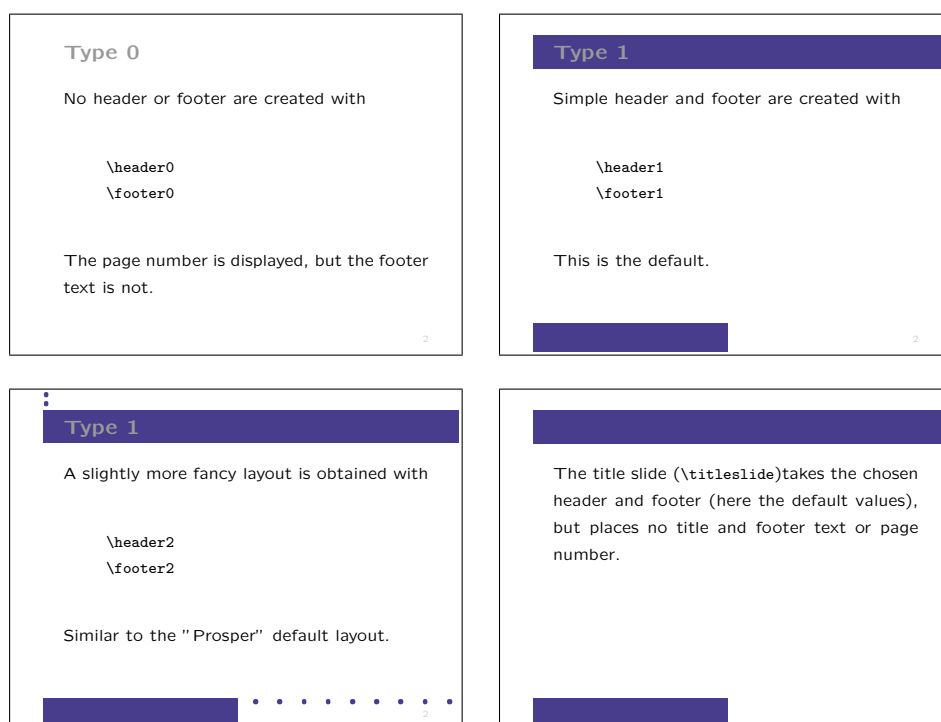 Type 0
No header or footer are created with
\header0
\footer0
The page number is displayed, but the footer
text is not.
2
Type 1
Simple header and footer are created with
\header1
\footer1
This is the default.
2
Type 1
A slightly more fancy layout is obtained with
\header2
\footer2
Similar to the ”Prosper” default layout.
2
The title slide (\titleslide)takes the chosen
header and footer (here the default values),
but places no title and footer text or page
number.